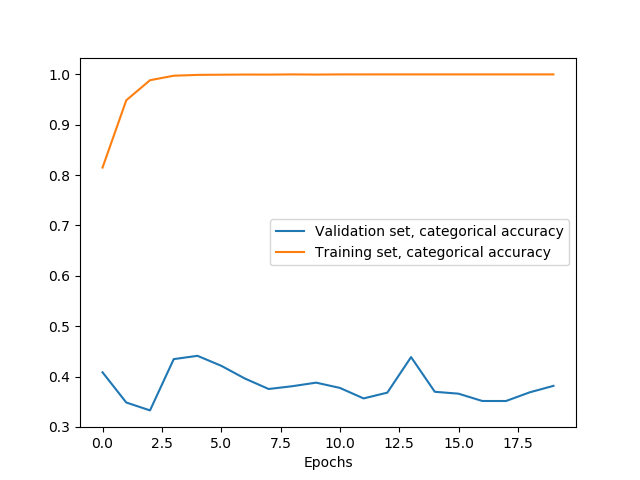 1.0
0.9
0.8
0.7
0.6
0.5
0.4
0.3
Validation set, categorical accuracy
Training set, categorical accuracy
0.0 2.5 5.0 7.5 10.0 12.5 15.0 17.5
Epochs